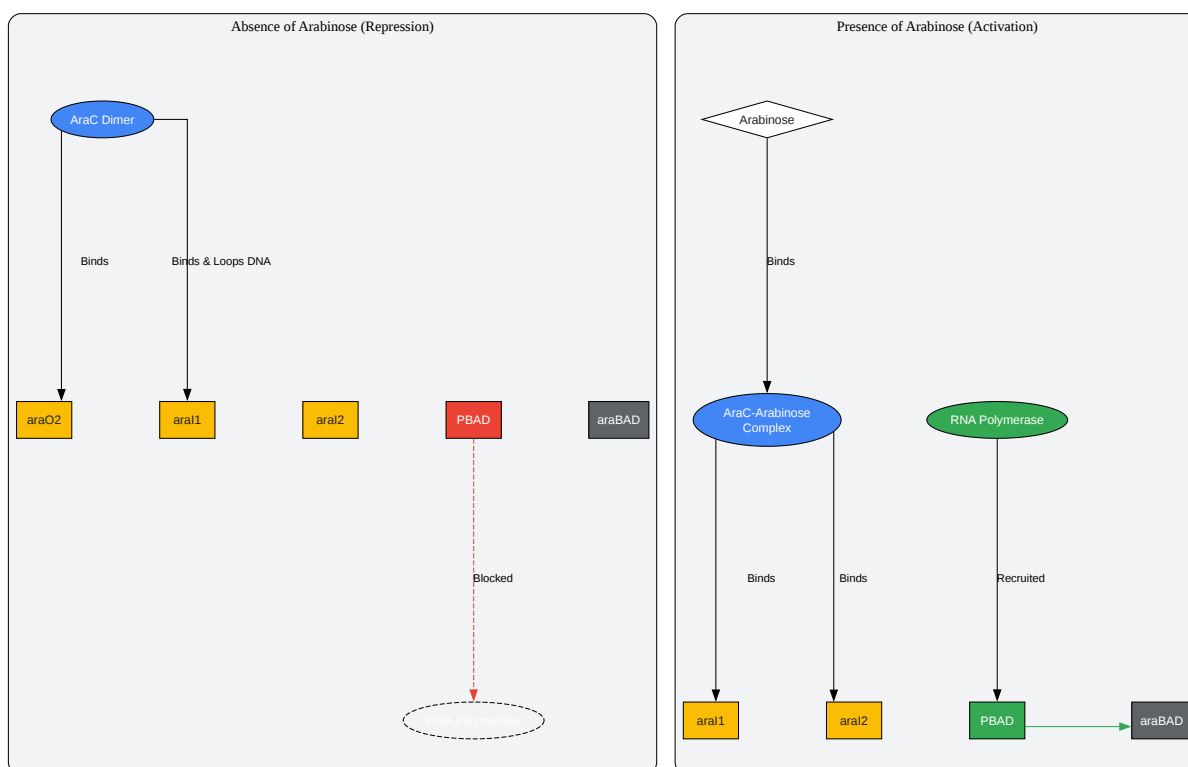 Absence of Arabinose (Repression)
AraC Dimer
Binds
Binds & Loops DNA
araO2
araI1
araI2
PBAD
araBAD
Blocked
RNA Polymerase
Presence of Arabinose (Activation)
Arabinose
Binds
AraC-Arabinose
Complex
RNA Polymerase
Binds
Binds
Recruited
araI1
araI2
PBAD
araBAD